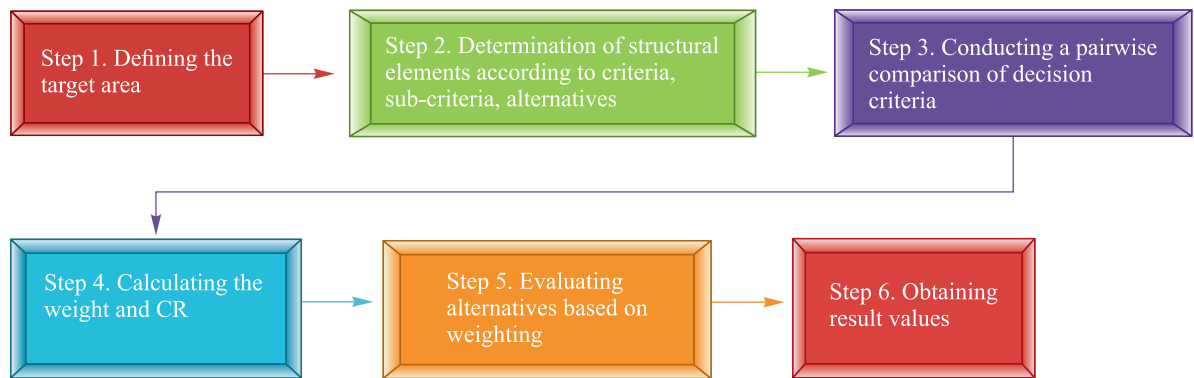 Step 1. Defining the
target area
Step 2. Determination of structural
elements according to criteria,
sub-criteria, alternatives
Step 3. Conducting a pairwise
comparison of decision
criteria
Step 4. Calculating the
weight and CR
Step 5. Evaluating
alternatives based on
weighting
Step 6. Obtaining
result values